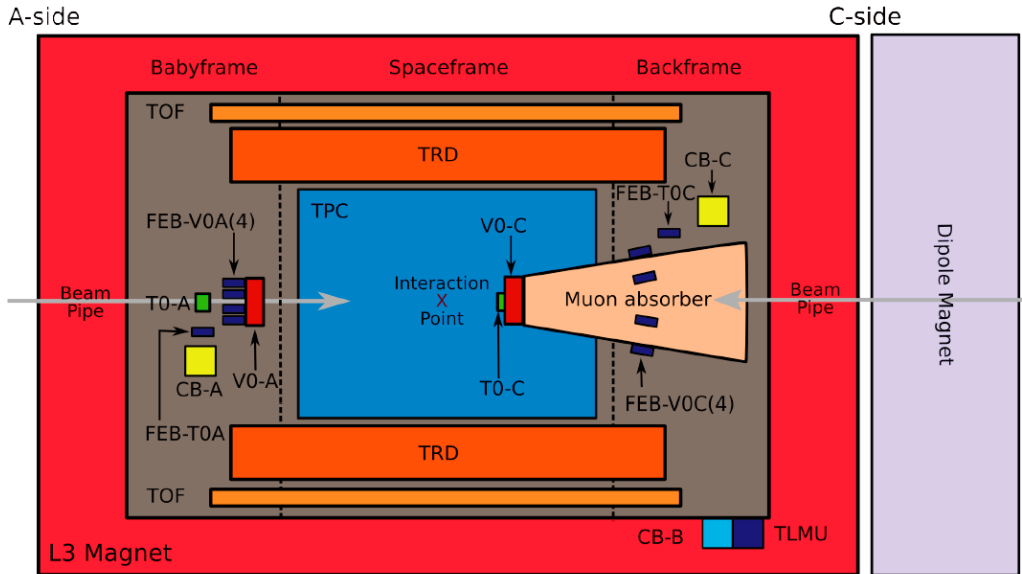 A-side
C-side
Babyframe
Spaceframe
Backframe
TOF
TRD
CB-C
FEB-T0C
TPC
FEB-V0A(4)
V0-C
Interaction
X
Point
Beam
Pipe
T0-A
Muon absorber
Beam
Pipe
Dipole Magnet
CB-A
V0-A
T0-C
FEB-V0C(4)
FEB-T0A
TRD
TOF
CB-B
TLMU
L3 Magnet